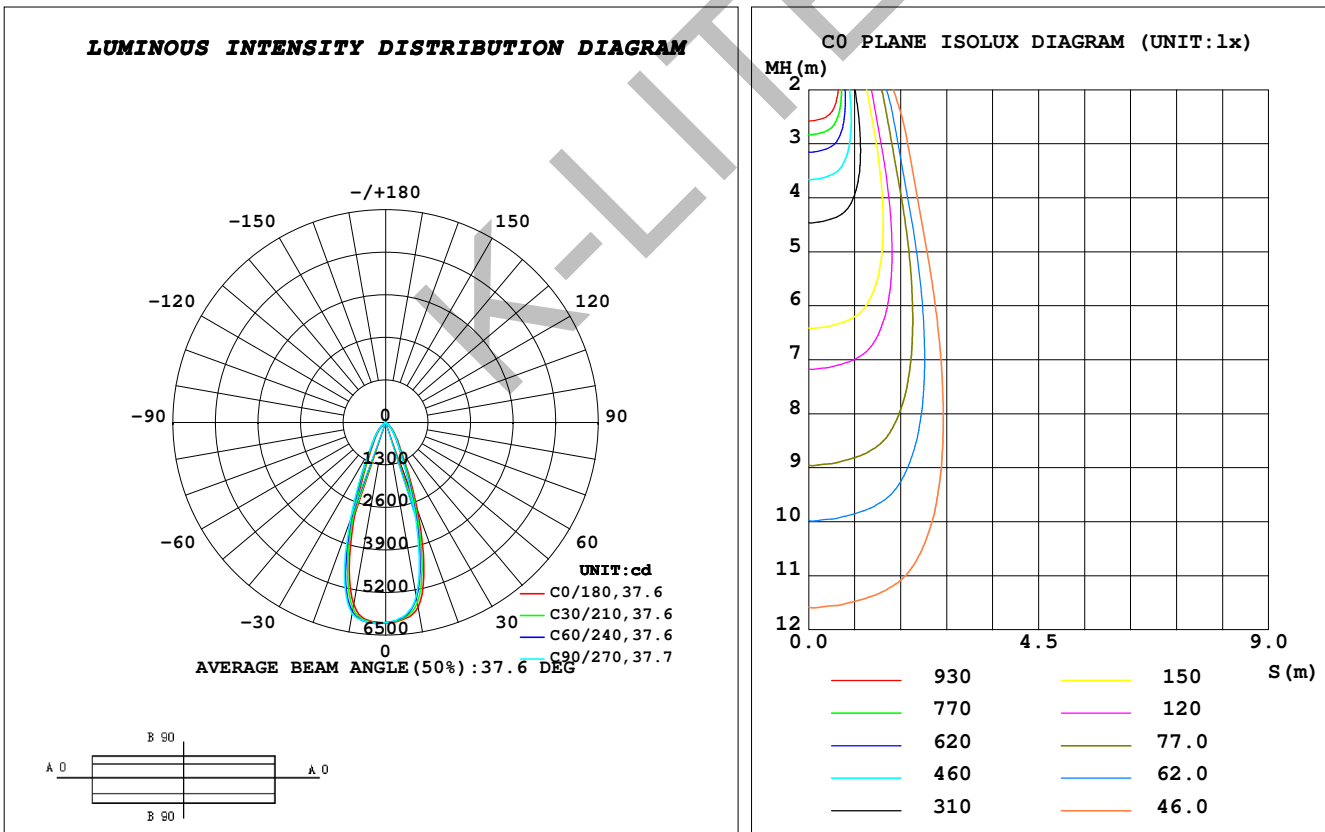 LUMINOUS INTENSITY DISTRIBUTION DIAGRAM
-/+180
-150 150
-120 120
-90 90
-60 60
-30 30
0
0
1300
2600
3900
5200
6500
UNIT:cd
C0/180,37.6
C30/210,37.6
C60/240,37.6
C90/270,37.7
AVERAGE BEAM ANGLE(50%):37.6 DEG
B 90
A 0 A 0
B 90
K-LITE
C0 PLANE ISOLUX DIAGRAM (UNIT:lx)
MH(m)
2
3
4
5
6
7
8
9
10
11
12
0.0 4.5 9.0
S(m)
930 150
770 120
620 77.0
460 62.0
310 46.0